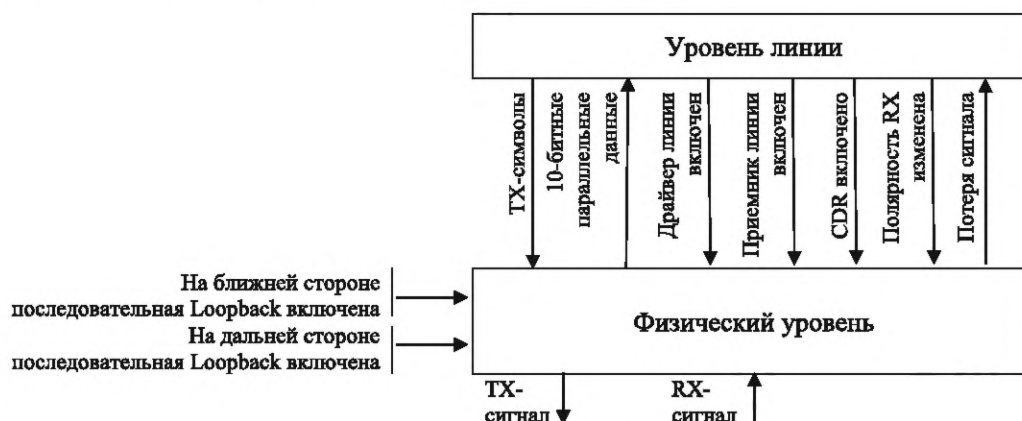 Уровень линии
TX-символы
10-битные
параллельные
данные
Драйвер линии
включен
Приемник линии
включен
CDR включено
Полярность RX
изменена
Потеря сигнала
На ближней стороне
последовательная Loopback включена
На дальней стороне
последовательная Loopback включена
Физический уровень
TX-
сигнал
RX-
сигнал